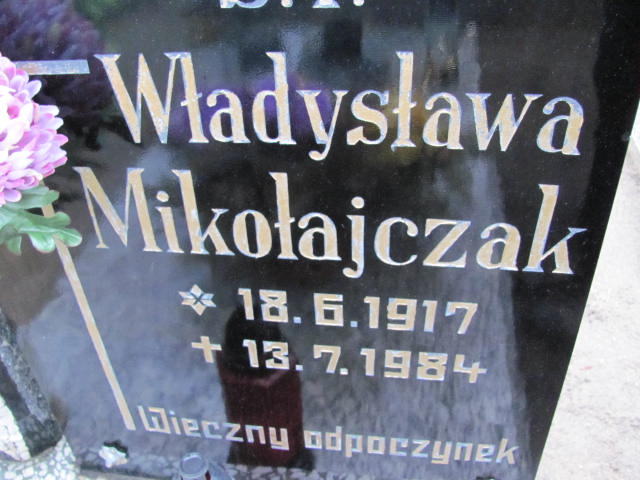 Ś.P.
Władysława
Mikołajczak
* 18.6.1917
+ 13.7.1984
Wieczny odpoczynek